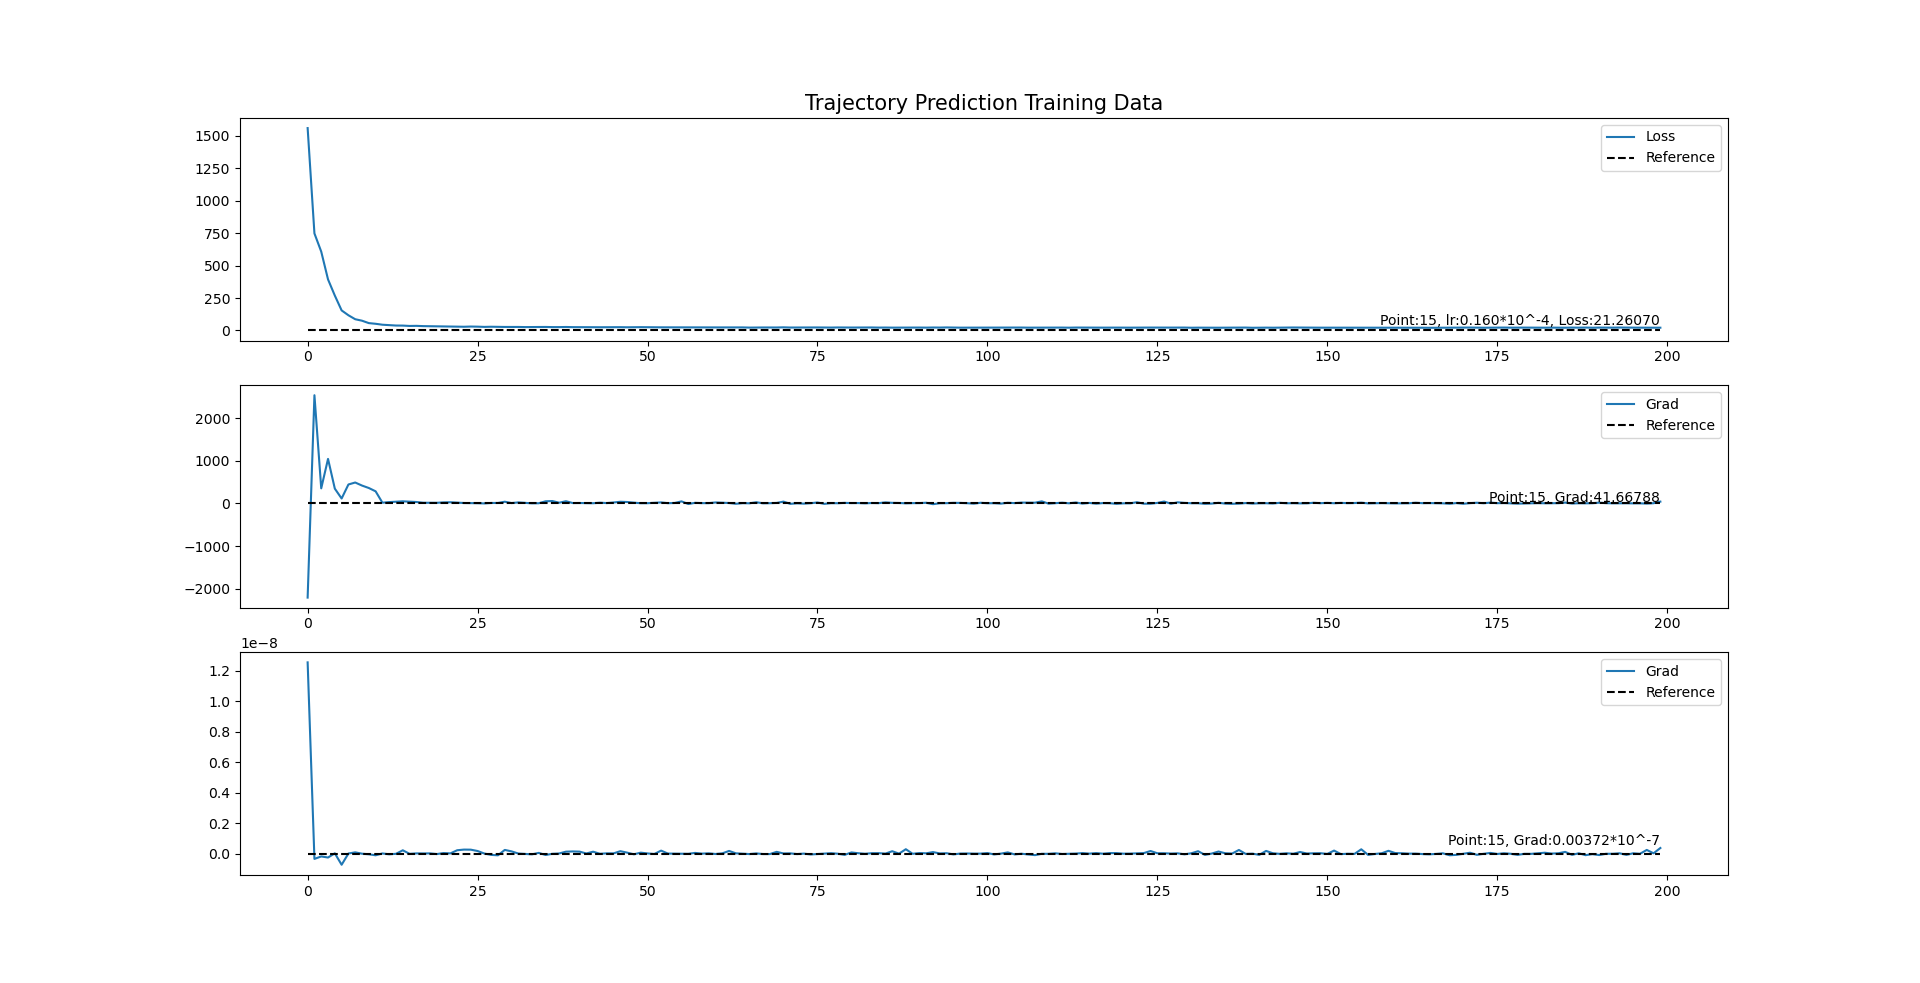 Trajectory Prediction Training Data
1500
1250
1000
750
500
250
0
Loss
Reference
Point:15, lr:0.160*10^-4, Loss:21.26070
0 25 50 75 100 125 150 175 200
2000
1000
0
−1000
−2000
Grad
Reference
Point:15, Grad:41.66788
0 25 50 75 100 125 150 175 200
1e−8
1.2
1.0
0.8
0.6
0.4
0.2
0.0
Grad
Reference
Point:15, Grad:0.00372*10^-7
0 25 50 75 100 125 150 175 200